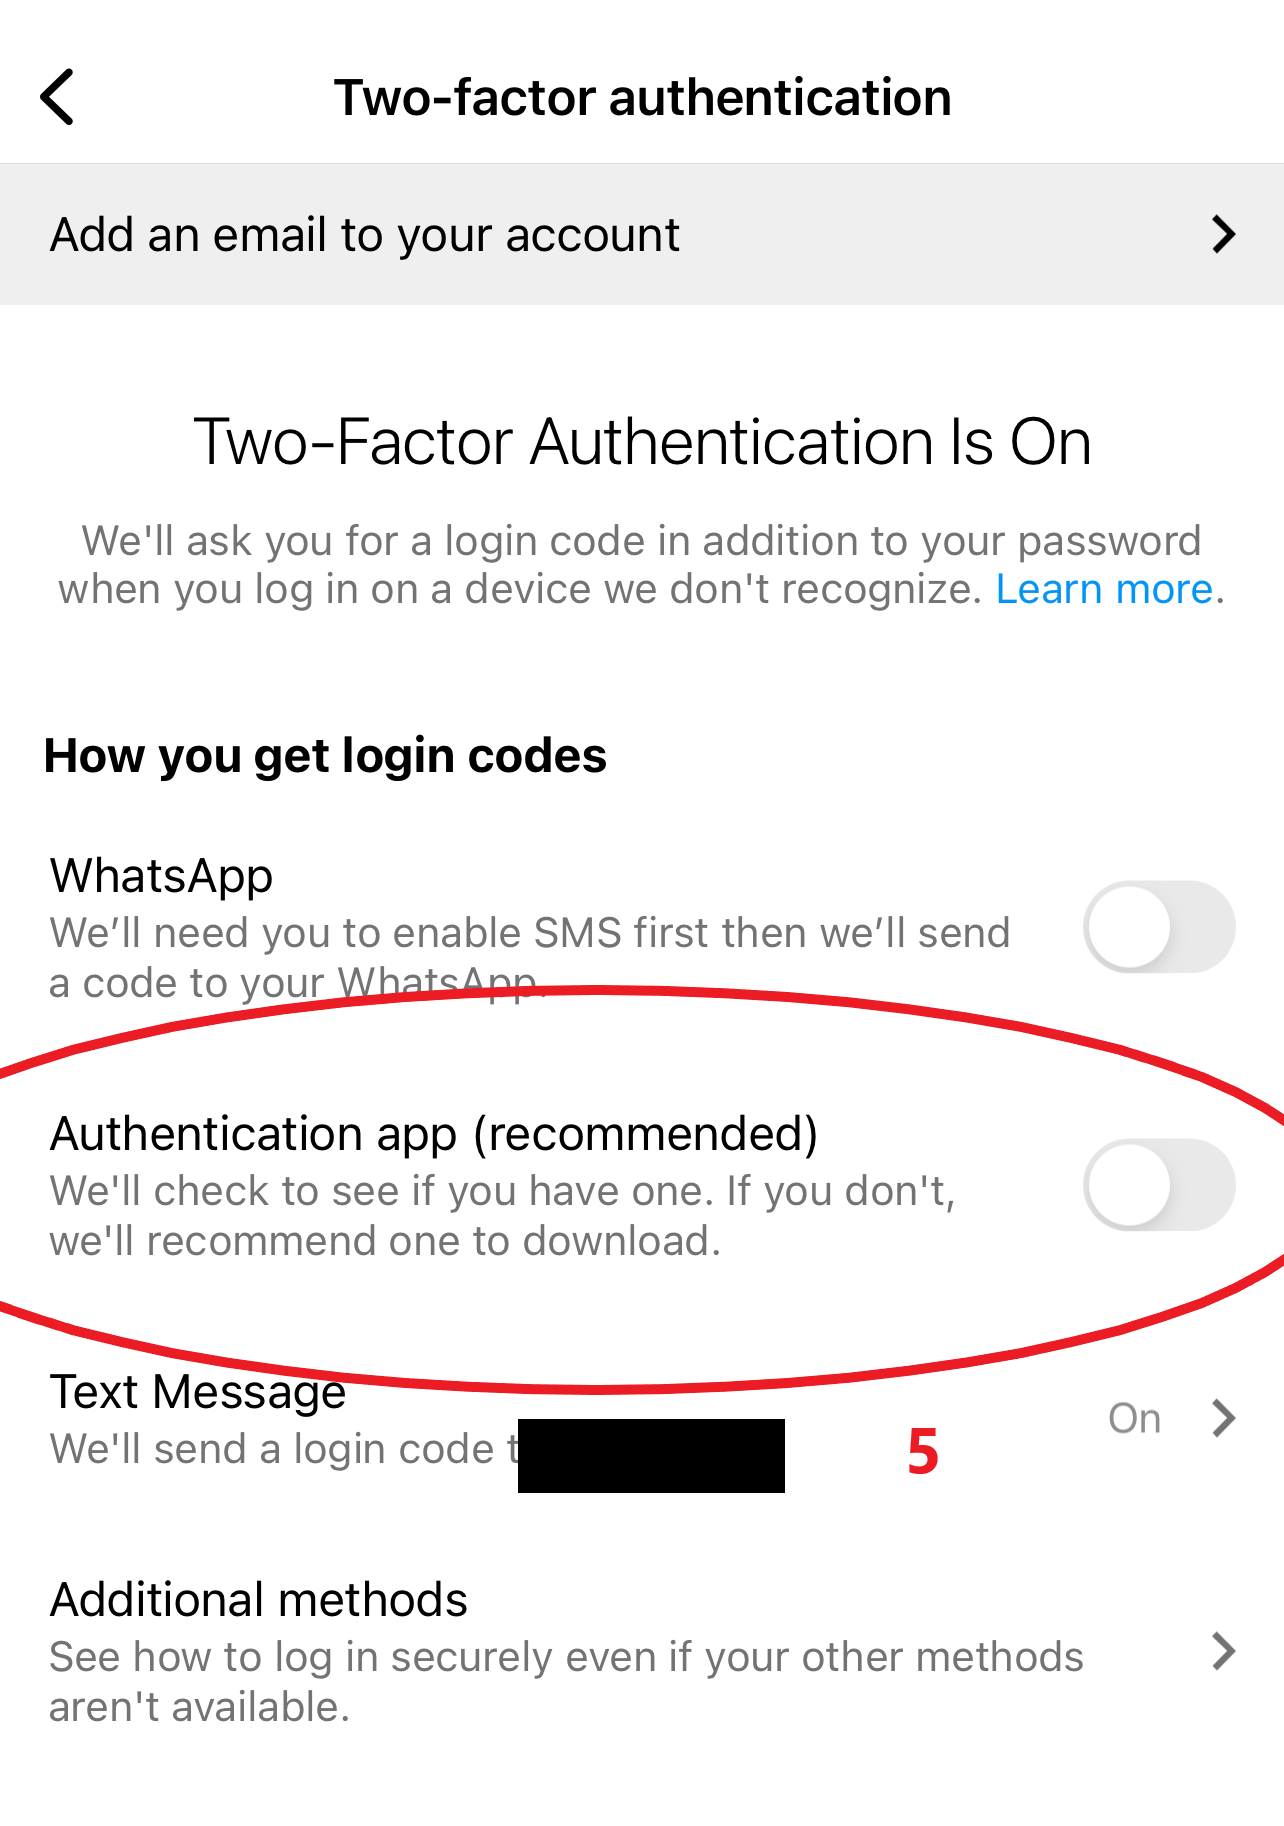 Two-factor authentication
Add an email to your account
Two-Factor Authentication Is On
We'll ask you for a login code in addition to your password
when you log in on a device we don't recognize. Learn more.
How you get login codes
WhatsApp
We’ll need you to enable SMS first then we’ll send
a code to your WhatsApp.
Authentication app (recommended)
We'll check to see if you have one. If you don't,
we'll recommend one to download.
Text Message
We'll send a login code
On
5
Additional methods
See how to log in securely even if your other methods
aren't available.